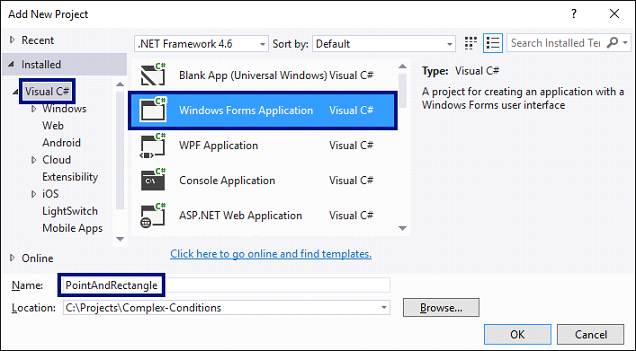 Add New Project
? ×
Recent
.NET Framework 4.6 Sort by: Default Search Installed Te
Installed
Visual C#
Windows
Web
Android
Cloud
Extensibility
iOS
LightSwitch
Mobile Apps
Online
Blank App (Universal Windows) Visual C#
Windows Forms Application Visual C#
WPF Application Visual C#
Console Application Visual C#
ASP.NET Web Application Visual C#
Type: Visual C#
A project for creating an application with a
Windows Forms user interface
Click here to go online and find templates.
Name: PointAndRectangle
Location: C:\Projects\Complex-Conditions Browse...
OK Cancel